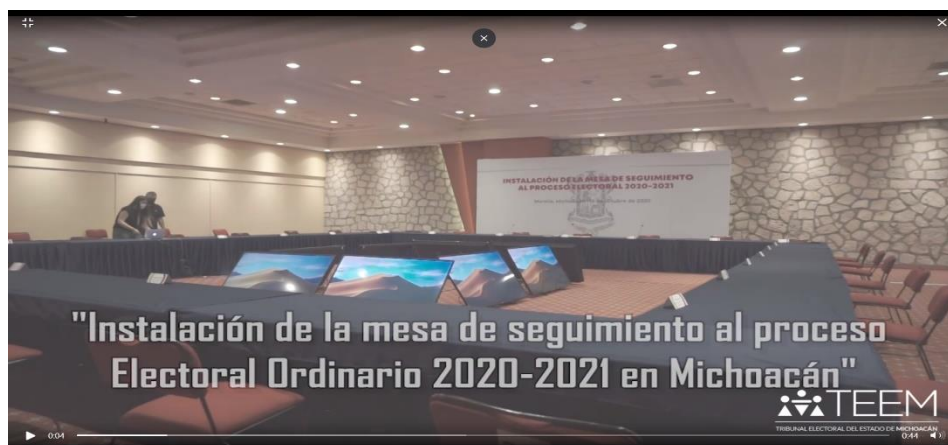 INSTALACIÓN DE LA MESA DE SEGUIMIENTO
AL PROCESO ELECTORAL 2020-2021
"Instalación de la mesa de seguimiento al proceso
Electoral Ordinario 2020-2021 en Michoacán"
TEEM
TRIBUNAL ELECTORAL DEL ESTADO DE MICHOACÁN
0:04
0:44